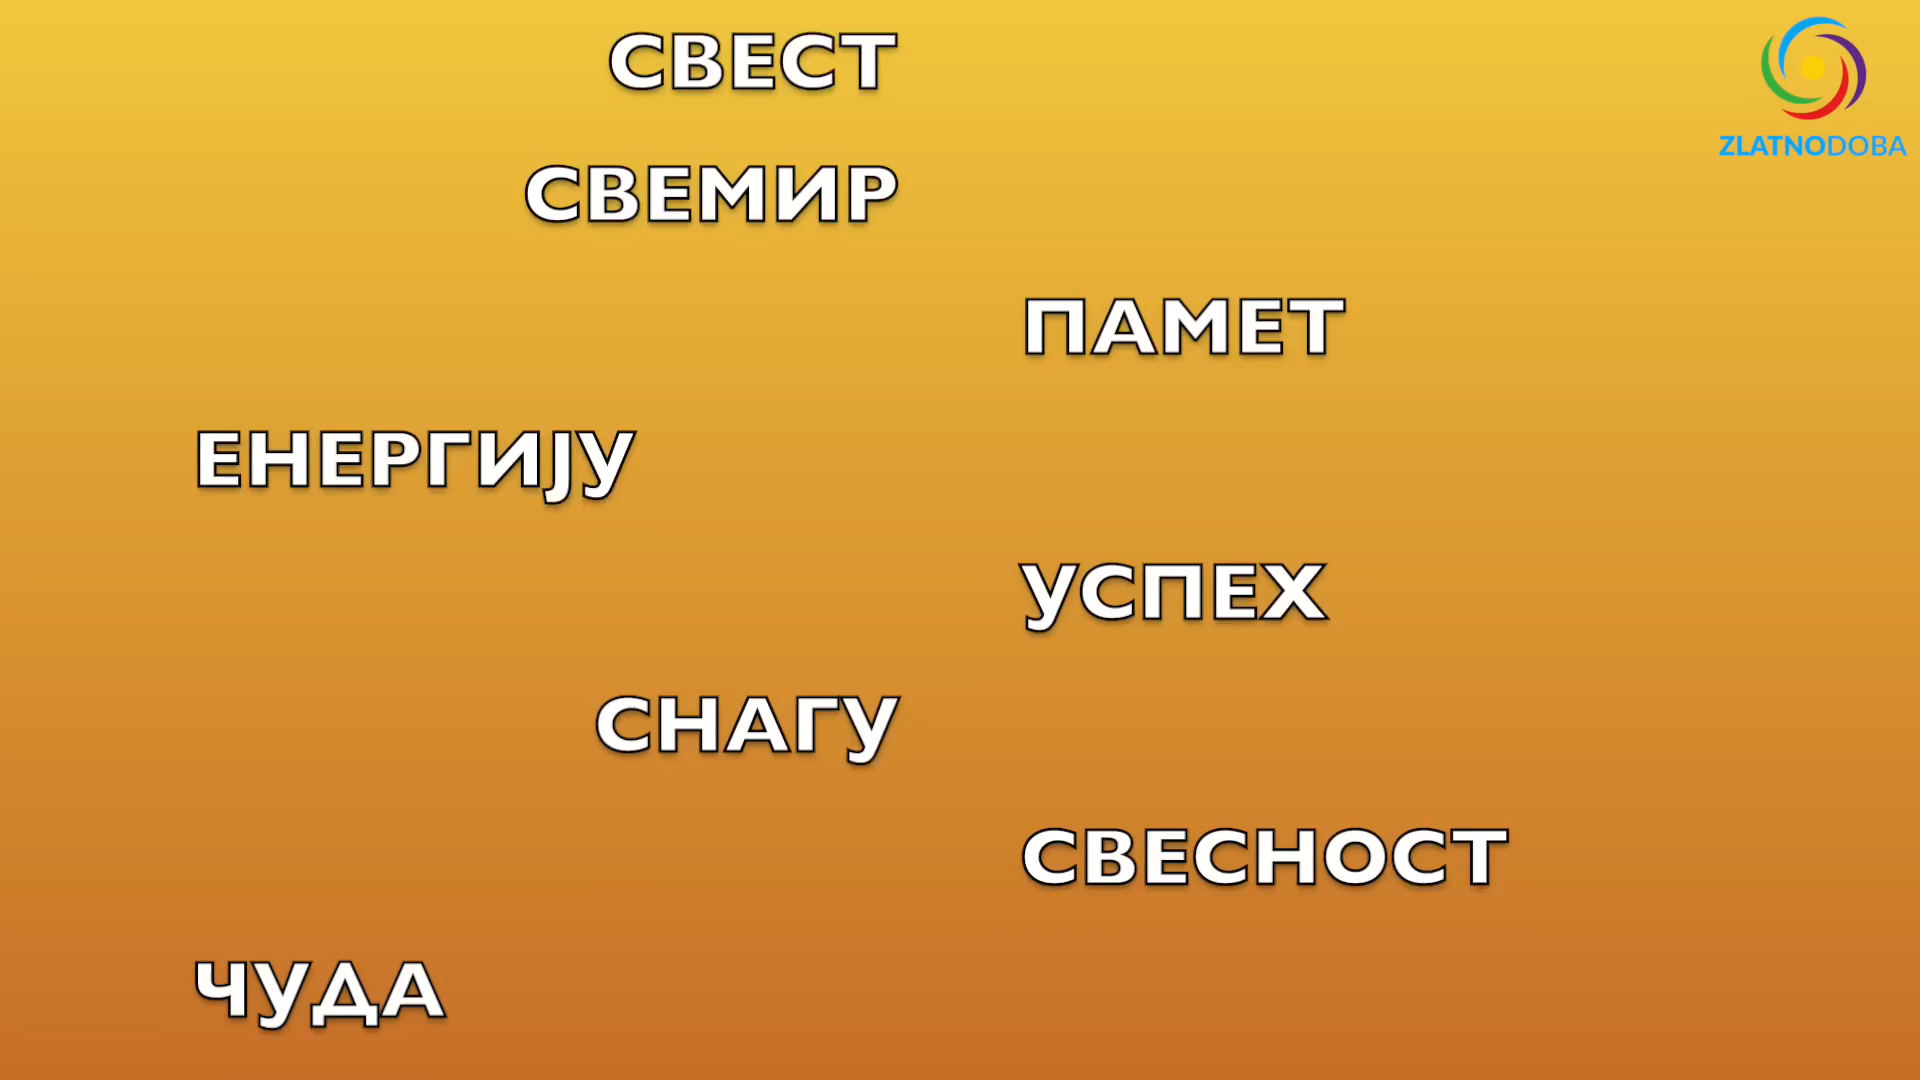 СВЕСТ
ZLATNODOBA
СВЕМИР
ПАМЕТ
ЕНЕРГИЈУ
УСПЕХ
СНАГУ
СВЕСНОСТ
ЧУДА